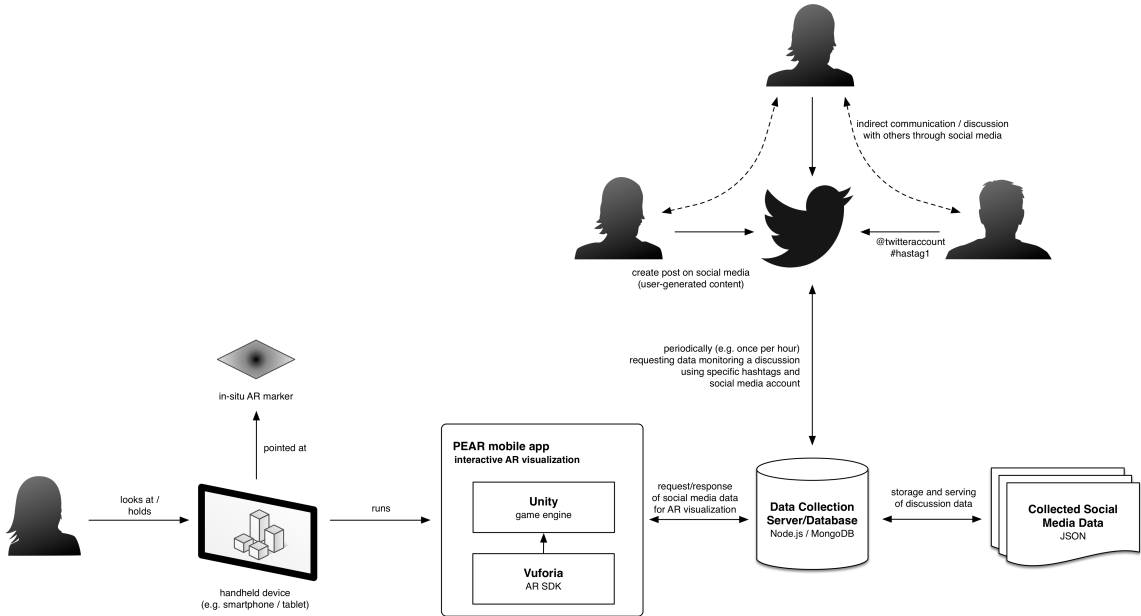 indirect communication / discussion
with others through social media
@twitteraccount
#hastag1
create post on social media
(user-generated content)
periodically (e.g. once per hour)
requesting data monitoring a discussion
using specific hashtags and
social media account
in-situ AR marker
pointed at
looks at /
holds
handheld device
(e.g. smartphone / tablet)
runs
PEAR mobile app
interactive AR visualization
Unity
game engine
Vuforia
AR SDK
request/response
of social media data
for AR visualization
Data Collection
Server/Database
Node.js / MongoDB
storage and serving
of discussion data
Collected Social
Media Data
JSON